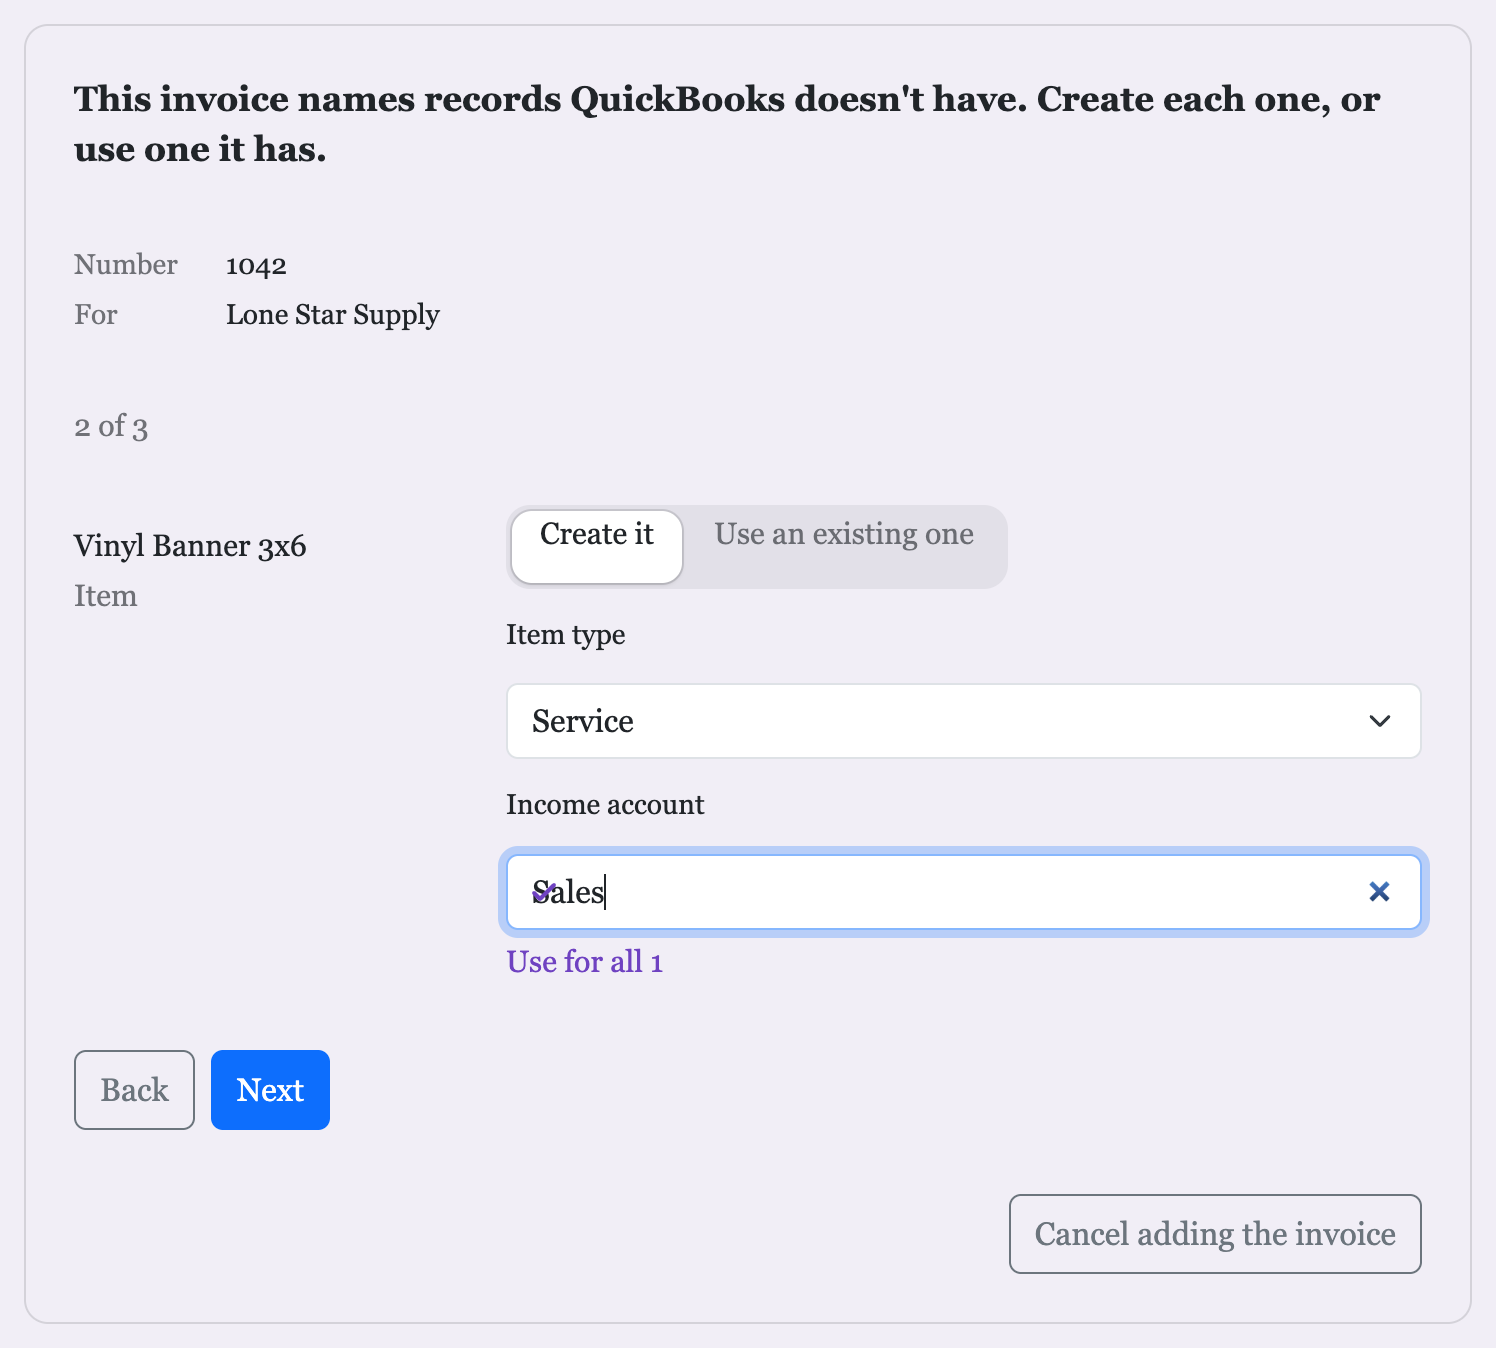 This invoice names records QuickBooks doesn't have. Create each one, or
use one it has.
Number 1042
For Lone Star Supply
2 of 3
Vinyl Banner 3x6
Item
Create it Use an existing one
Item type
Service
Income account
Sales
Use for all 1
Back Next
Cancel adding the invoice